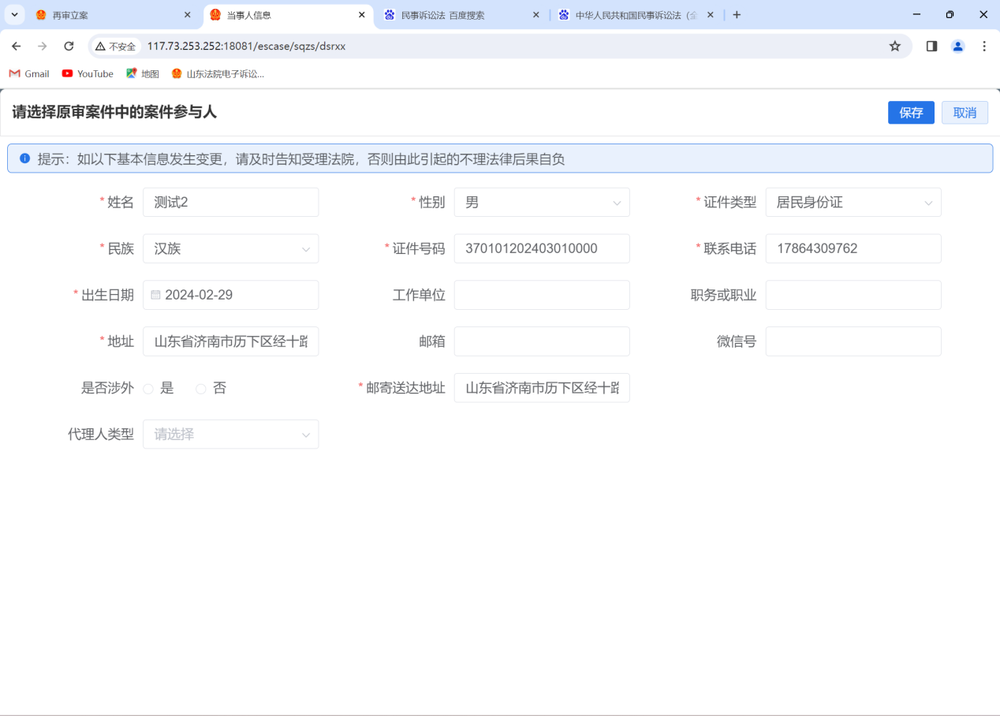 再审立案
当事人信息
民事诉讼法_百度搜索
中华人民共和国民事诉讼法（全
不安全
117.73.253.252:18081/escase/sqzs/dsrxx
Gmail
YouTube
地图
山东法院电子诉讼...
请选择原审案件中的案件参与人
保存
取消
提示：如以下基本信息发生变更，请及时告知受理法院，否则由此引起的不理法律后果自负
*姓名 测试2
*性别 男
*证件类型 居民身份证
*民族 汉族
*证件号码 370101202403010000
*联系电话 17864309762
*出生日期 2024-02-29
工作单位
职务或职业
*地址 山东省济南市历下区经十路
邮箱
微信号
是否涉外 是 否
*邮寄送达地址 山东省济南市历下区经十路
代理人类型 请选择